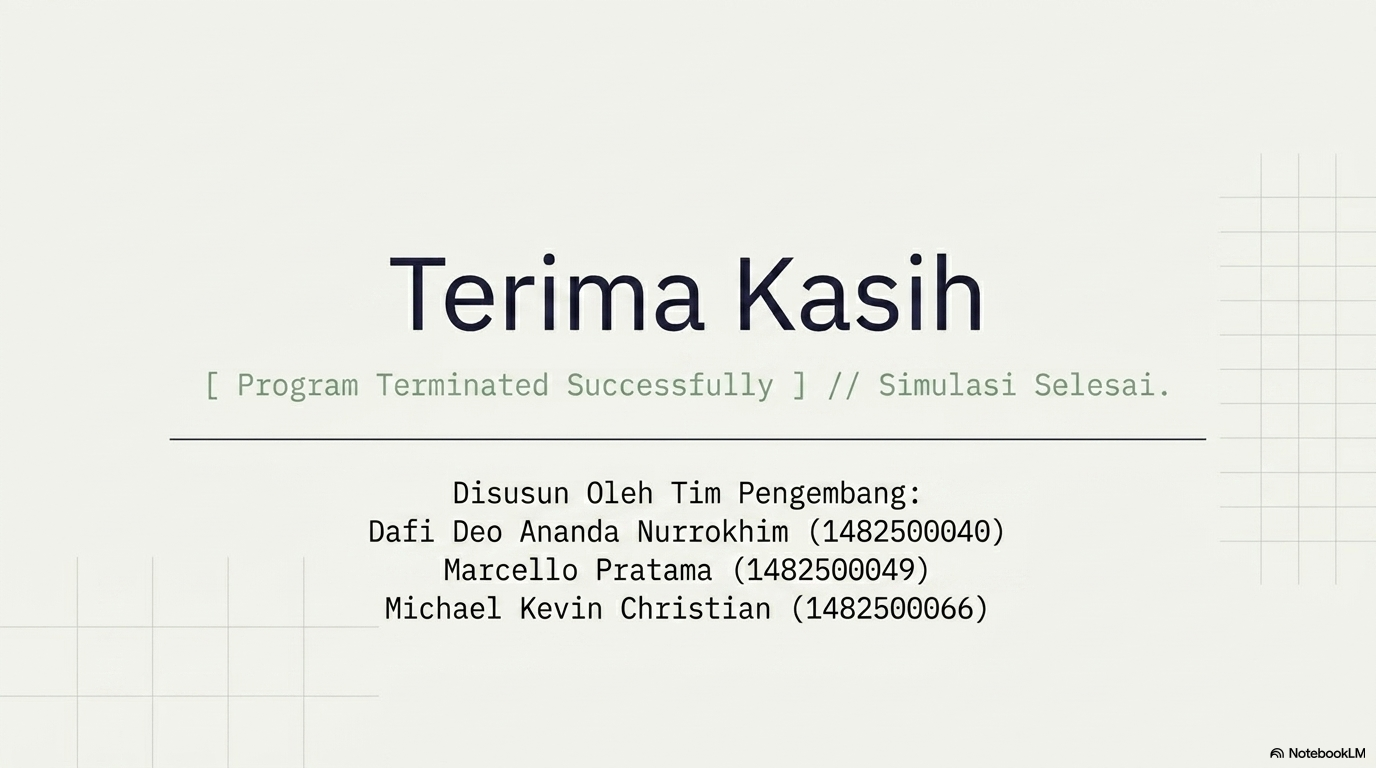 Terima Kasih
[ Program Terminated Successfully ] // Simulasi Selesai.
Disusun Oleh Tim Pengembang:
Dafi Deo Ananda Nurrokhim (1482500040)
Marcello Pratama (1482500049)
Michael Kevin Christian (1482500066)
NotebookLM